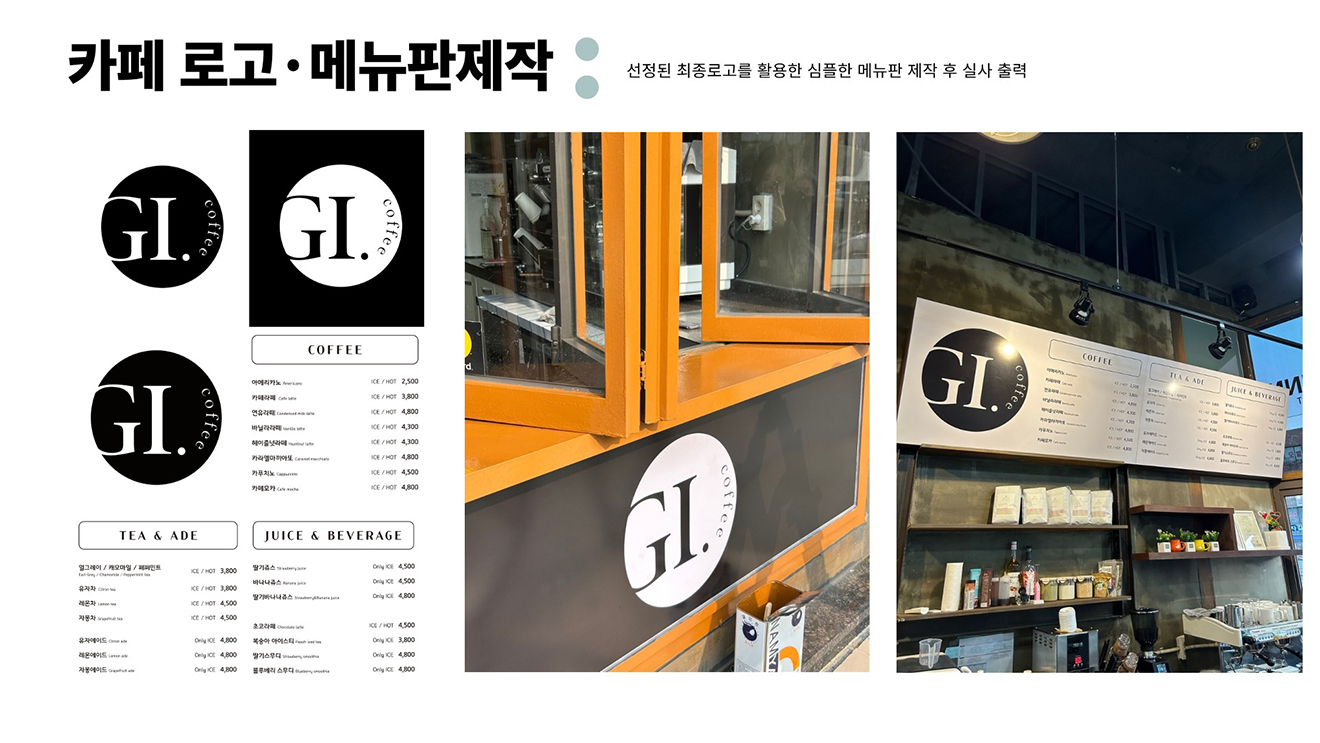 카페 로고·메뉴판제작
선정된 최종로고를 활용한 심플한 메뉴판 제작 후 실사 출력
GI. coffee
GI. coffee
GI. coffee
COFFEE
아메리카노 Americano ICE / HOT 2,500
카페라떼 Cafe latte ICE / HOT 3,800
연유라떼 Condensed milk latte ICE / HOT 4,800
바닐라라떼 Vanilla latte ICE / HOT 4,300
헤이즐넛라떼 Hazelnut latte ICE / HOT 4,300
카라멜마끼아또 Caramel macchiato ICE / HOT 4,800
카푸치노 Cappuccino ICE / HOT 4,500
카페모카 Cafe mocha ICE / HOT 4,800
TEA & ADE
얼그레이 / 캐모마일 / 페퍼민트 ICE / HOT 3,800
Earl Grey / Chamomile / Peppermint tea
유자차 Citron tea ICE / HOT 3,800
레몬차 Lemon tea ICE / HOT 4,500
자몽차 Grapefruit tea ICE / HOT 4,500
유자에이드 Citron ade Only ICE 4,800
레몬에이드 Lemon ade Only ICE 4,800
자몽에이드 Grapefruit ade Only ICE 4,800
JUICE & BEVERAGE
딸기쥬스 Strawberry juice Only ICE 4,500
바나나쥬스 Banana juice Only ICE 4,500
딸기바나나쥬스 Strawberry&Banana juice Only ICE 4,800
초코라떼 Chocolate latte ICE / HOT 4,500
복숭아 아이스티 Peach iced tea Only ICE 3,800
딸기스무디 Strawberry smoothie Only ICE 4,800
블루베리 스무디 Blueberry smoothie Only ICE 4,800
rd.
GI. coffee
GI. coffee
COFFEE
TEA & ADE
JUICE & BEVERAGE